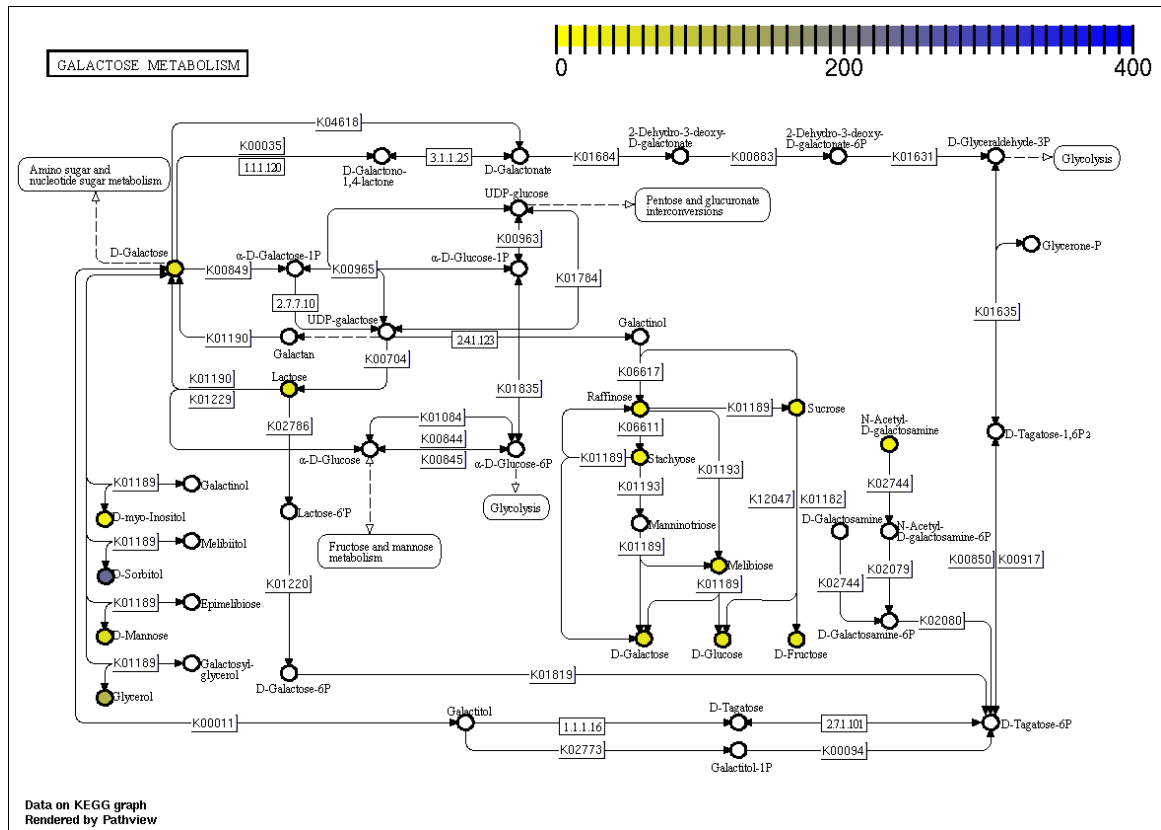 GALACTOSE METABOLISM
0
200
400
K04618
K00035
1.1.1.120
D-Galactono-
1,4-lactone
3.1.1.25
D-Galactonate
K01684
2-Dehydro-3-deoxy-
D-galactonate
K00883
2-Dehydro-3-deoxy-
D-galactonate-6P
K01631
D-Glyceraldehyde-3P
Glycolysis
Amino sugar and
nucleotide sugar metabolism
UDP-glucose
Pentose and glucuronate
interconversions
K00963
D-Galactose
K00849
α-D-Galactose-1P
K00965
α-D-Glucose-1P
K01784
Glycerone-P
2.7.7.10
UDP-galactose
K01635
K01190
Galactan
2.4.1.123
Galactinol
K00704
K01190
K01229
Lactose
K01835
K06617
K02786
K01084
K00844
K00845
α-D-Glucose
α-D-Glucose-6P
Raffinose
K01189
Sucrose
K06611
K01189
Stachyose
K01193
K01193
N-Acetyl-
D-galactosamine
D-Tagatose-1,6P2
K02744
K01189
Galactinol
D-myo-Inositol
Lactose-6'P
Glycolysis
K12047
K01182
D-Galactosamine
Manninotriose
N-Acetyl-
D-galactosamine-6P
K01189
Melibiitol
D-Sorbitol
Fructose and mannose
metabolism
K01189
Melibiose
K01189
K02744
K02079
K00850
K00917
K01220
K01189
Epimelibiose
D-Mannose
K02080
D-Galactosamine-6P
K01189
Galactosyl-
glycerol
Glycerol
D-Galactose
D-Glucose
D-Fructose
D-Galactose-6P
K01819
K00011
Galactitol
1.1.1.16
D-Tagatose
2.7.1.101
D-Tagatose-6P
K02773
Galactitol-1P
K00094
Data on KEGG graph
Rendered by Pathview